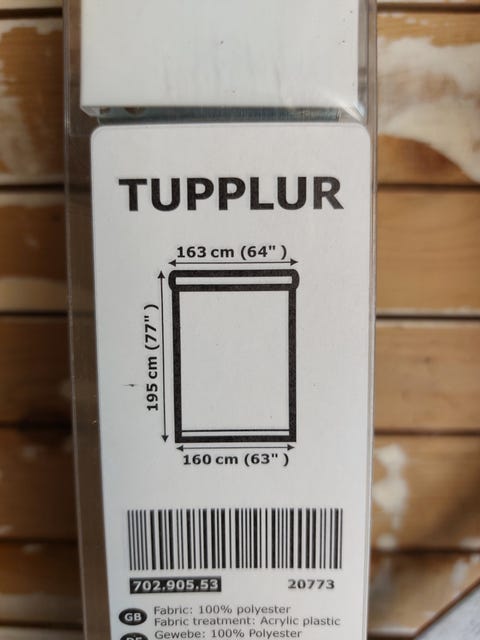 TUPPLUR
163 cm (64" )
195 cm (77" )
160 cm (63" )
702.905.53 20773
GB Fabric: 100% polyester
Fabric treatment: Acrylic plastic
DE Gewebe: 100% Polyester